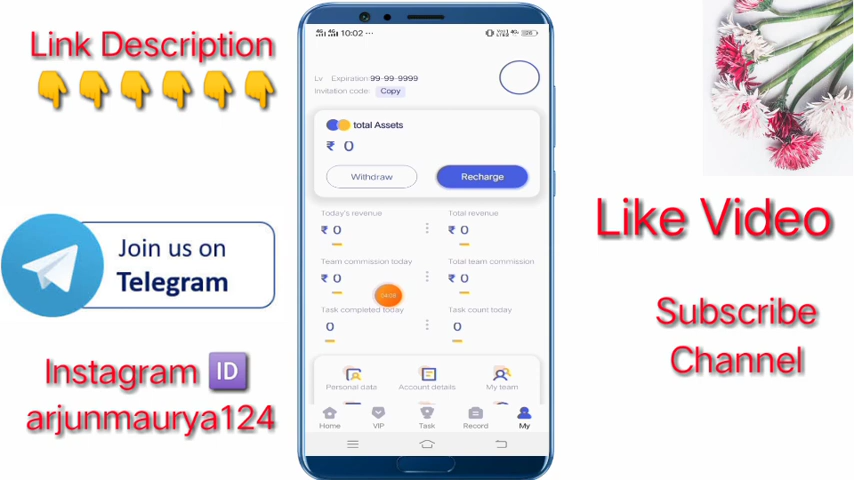 Link Description
👇👇👇👇👇👇
Join us on
Telegram
Instagram 🆔
arjunmaurya124
10:02 ...
Lv Expiration:99-99-9999
Invitation code: Copy
total Assets
₹ 0
Withdraw Recharge
Today's revenue Total revenue
₹ 0 ₹ 0
Team commission today Total team commission
₹ 0 ₹ 0
04:08
Task completed today Task count today
0 0
Personal data Account details My team
Home VIP Task Record My
Like Video
Subscribe
Channel